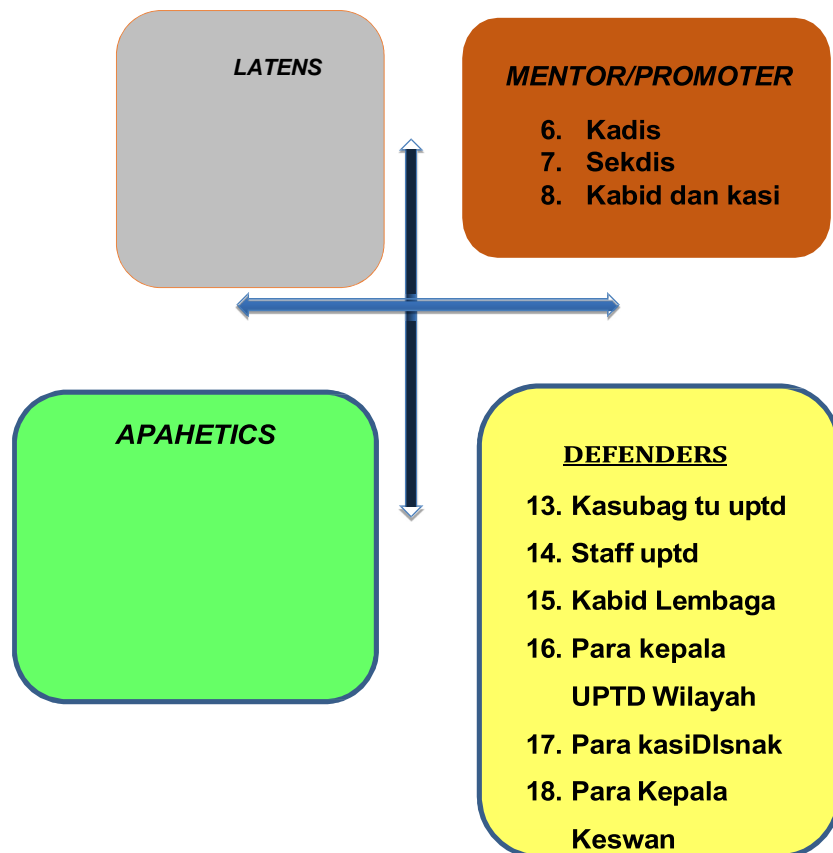 LATENS
MENTOR/PROMOTER
6. Kadis
7. Sekdis
8. Kabid dan kasi
APAHETICS
DEFENDERS
13. Kasubag tu uptd
14. Staff uptd
15. Kabid Lembaga
16. Para kepala
UPTD Wilayah
17. Para kasiDIsnak
18. Para Kepala
Keswan